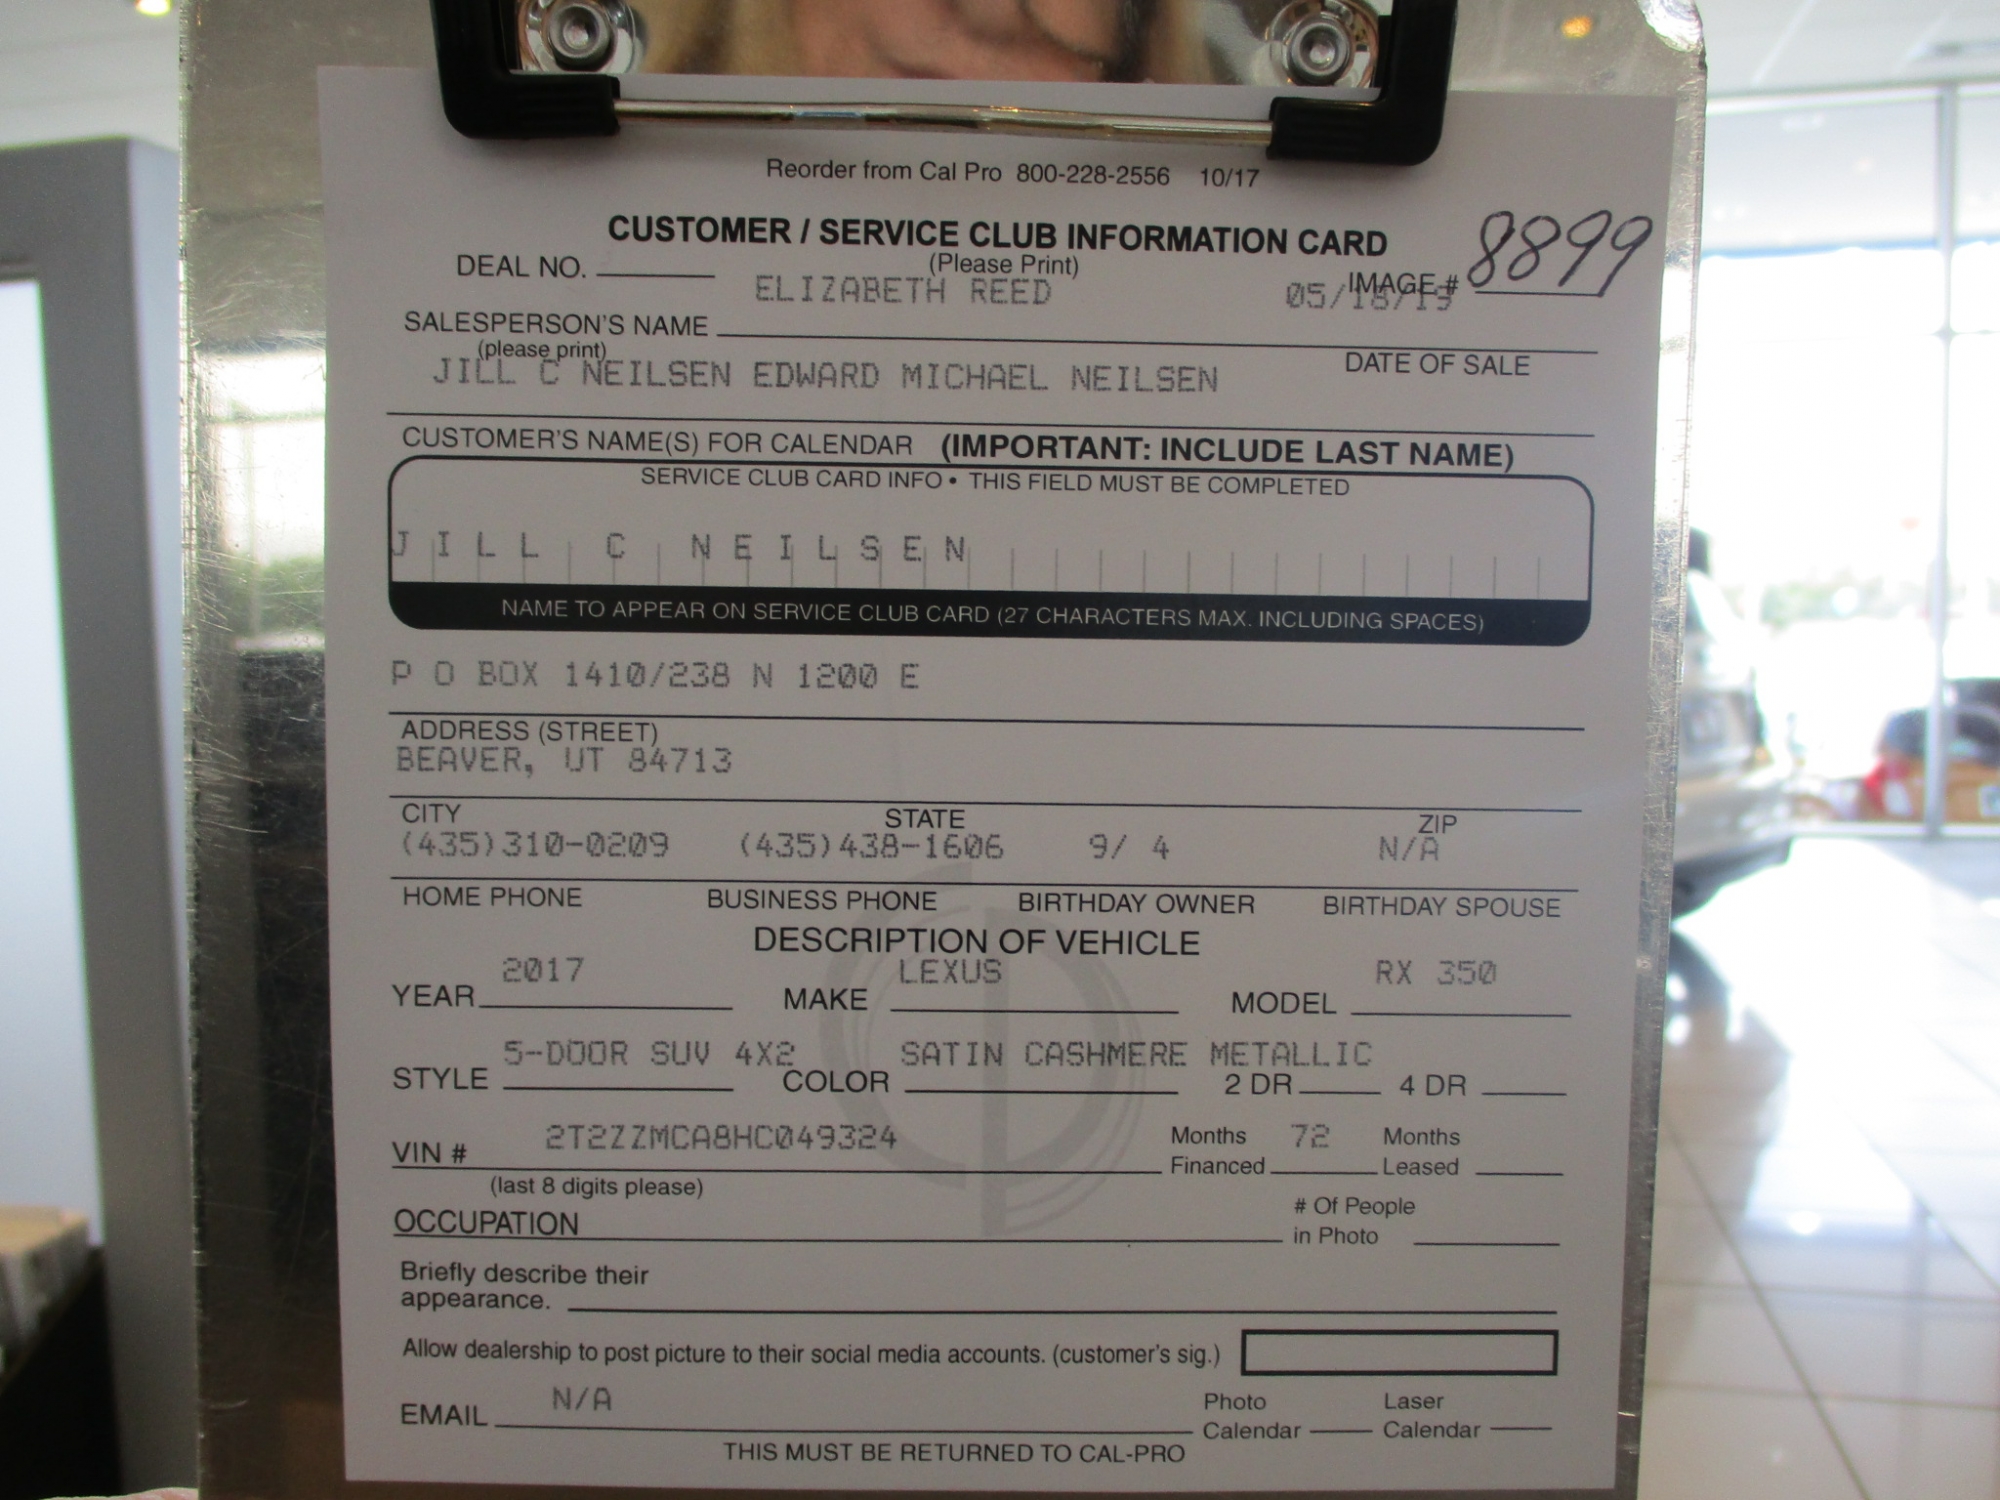 Reorder from Cal Pro 800-228-2556 10/17
CUSTOMER / SERVICE CLUB INFORMATION CARD
8899
DEAL NO. (Please Print) IMAGE #
ELIZABETH REED 05/18/19
SALESPERSON'S NAME
(please print) DATE OF SALE
JILL C NEILSEN EDWARD MICHAEL NEILSEN
CUSTOMER'S NAME(S) FOR CALENDAR (IMPORTANT: INCLUDE LAST NAME)
SERVICE CLUB CARD INFO • THIS FIELD MUST BE COMPLETED
JILL C NEILSEN
NAME TO APPEAR ON SERVICE CLUB CARD (27 CHARACTERS MAX. INCLUDING SPACES)
P O BOX 1410/238 N 1200 E
ADDRESS (STREET)
BEAVER, UT 84713
CITY STATE ZIP
(435)310-0209 (435)438-1606 9/ 4 N/A
HOME PHONE BUSINESS PHONE BIRTHDAY OWNER BIRTHDAY SPOUSE
DESCRIPTION OF VEHICLE
2017 LEXUS RX 350
YEAR MAKE MODEL
5-DOOR SUV 4X2 SATIN CASHMERE METALLIC
STYLE COLOR 2 DR 4 DR
2T2ZZMCA8HC049324 Months 72 Months
VIN # Financed Leased
(last 8 digits please)
# Of People
OCCUPATION in Photo
Briefly describe their
appearance.
Allow dealership to post picture to their social media accounts. (customer's sig.)
N/A Photo Laser
EMAIL Calendar Calendar
THIS MUST BE RETURNED TO CAL-PRO